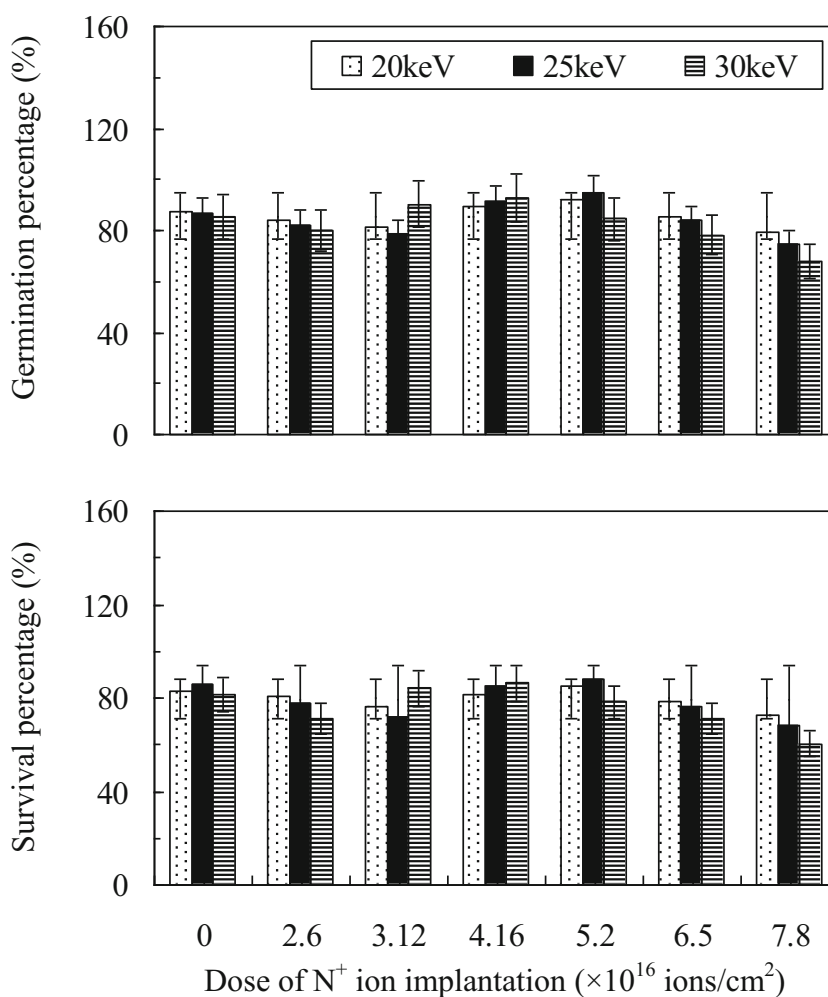 Germination percentage (%)
160
120
80
40
0
20keV 25keV 30keV
Survival percentage (%)
160
120
80
40
0
0 2.6 3.12 4.16 5.2 6.5 7.8
Dose of N⁺ ion implantation (×10¹⁶ ions/cm²)